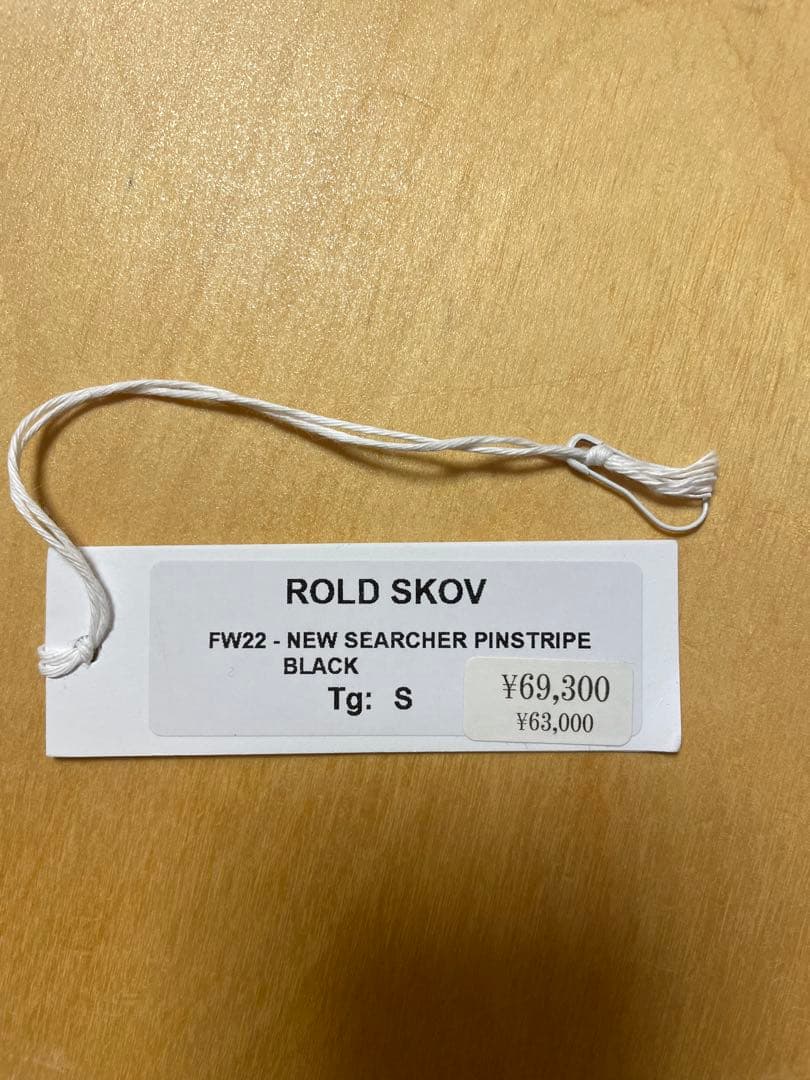 ROLD SKOV
FW22 - NEW SEARCHER PINSTRIPE
BLACK
Tg: S
¥69,300
¥63,000